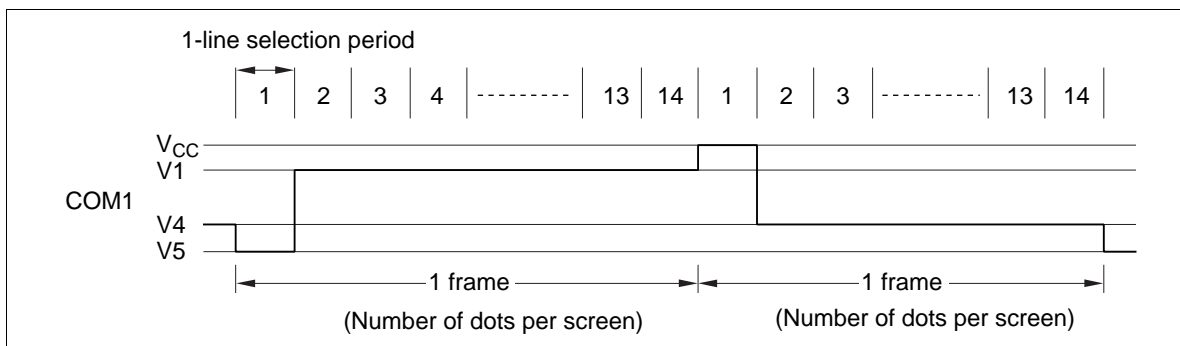 1-line selection period
1 2 3 4 13 14 1 2 3 13 14
VCC
V1
COM1
V4
V5
1 frame 1 frame
(Number of dots per screen) (Number of dots per screen)